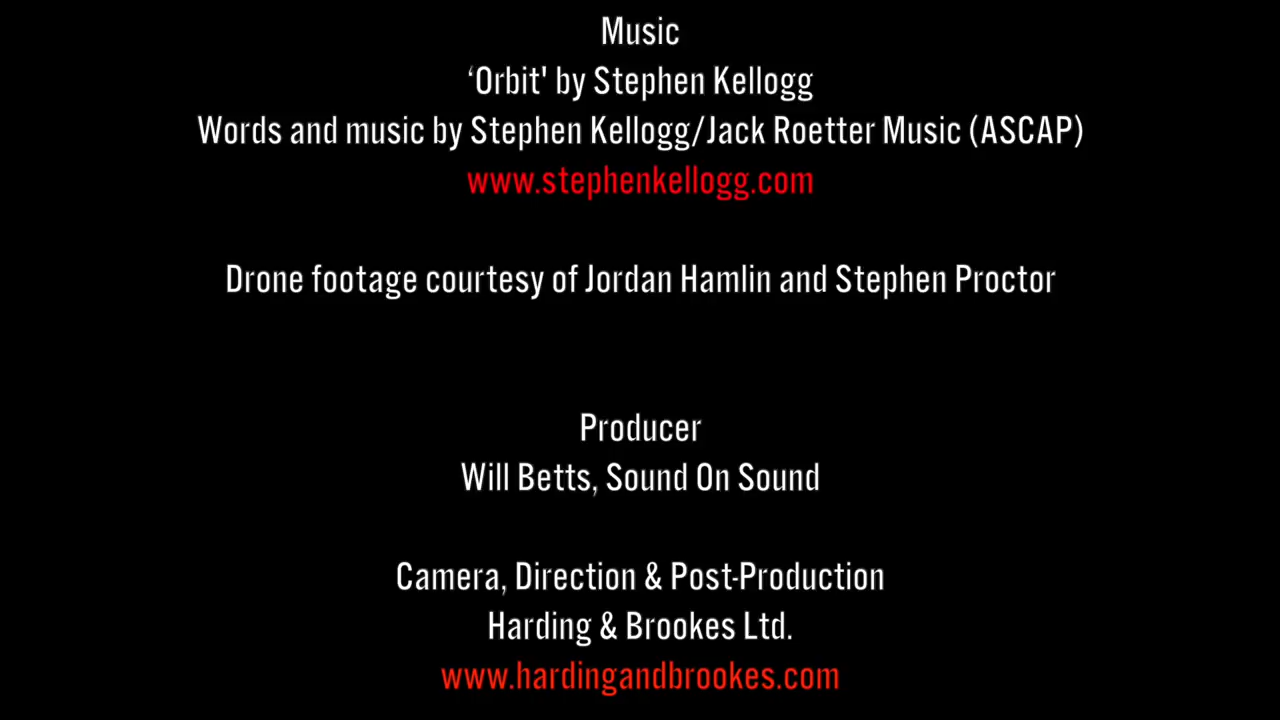 Music
‘Orbit' by Stephen Kellogg
Words and music by Stephen Kellogg/Jack Roetter Music (ASCAP)
www.stephenkellogg.com
Drone footage courtesy of Jordan Hamlin and Stephen Proctor
Producer
Will Betts, Sound On Sound
Camera, Direction & Post-Production
Harding & Brookes Ltd.
www.hardingandbrookes.com